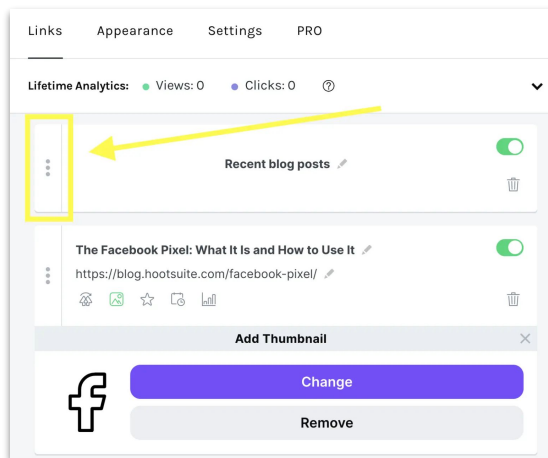 Links Appearance Settings PRO
Lifetime Analytics: Views: 0 Clicks: 0 ?
Recent blog posts
The Facebook Pixel: What It Is and How to Use It
https://blog.hootsuite.com/facebook-pixel/
Add Thumbnail
Change
Remove